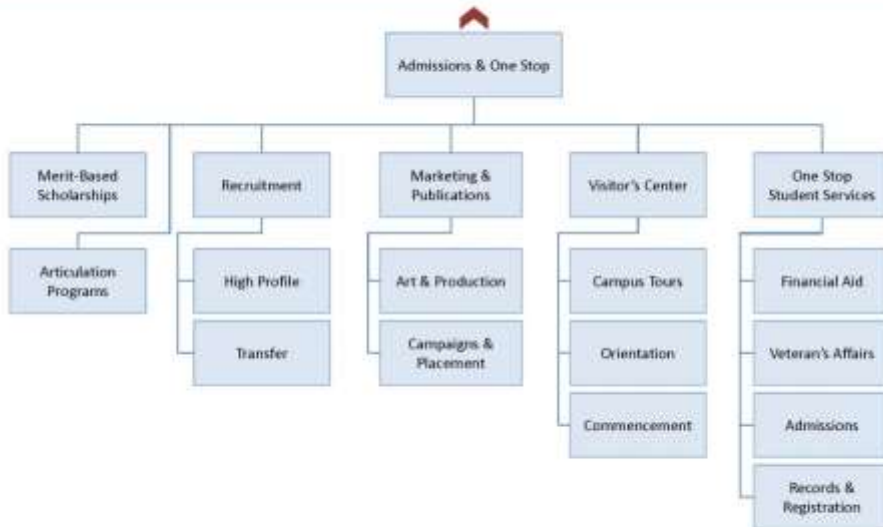 Admissions & One Stop
Merit-Based
Scholarships
Recruitment
Marketing &
Publications
Visitor's Center
One Stop
Student Services
Articulation
Programs
High Profile
Art & Production
Campus Tours
Financial Aid
Transfer
Campaigns &
Placement
Orientation
Veteran's Affairs
Commencement
Admissions
Records &
Registration